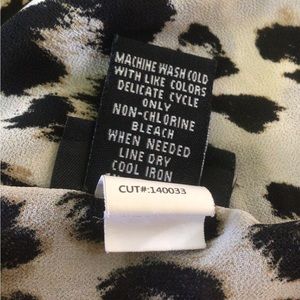 MACHINE WASH COLD
WITH LIKE COLORS
DELICATE CYCLE
ONLY
NON-CHLORINE
BLEACH
WHEN NEEDED
LINE DRY
COOL IRON
CUT#:140033